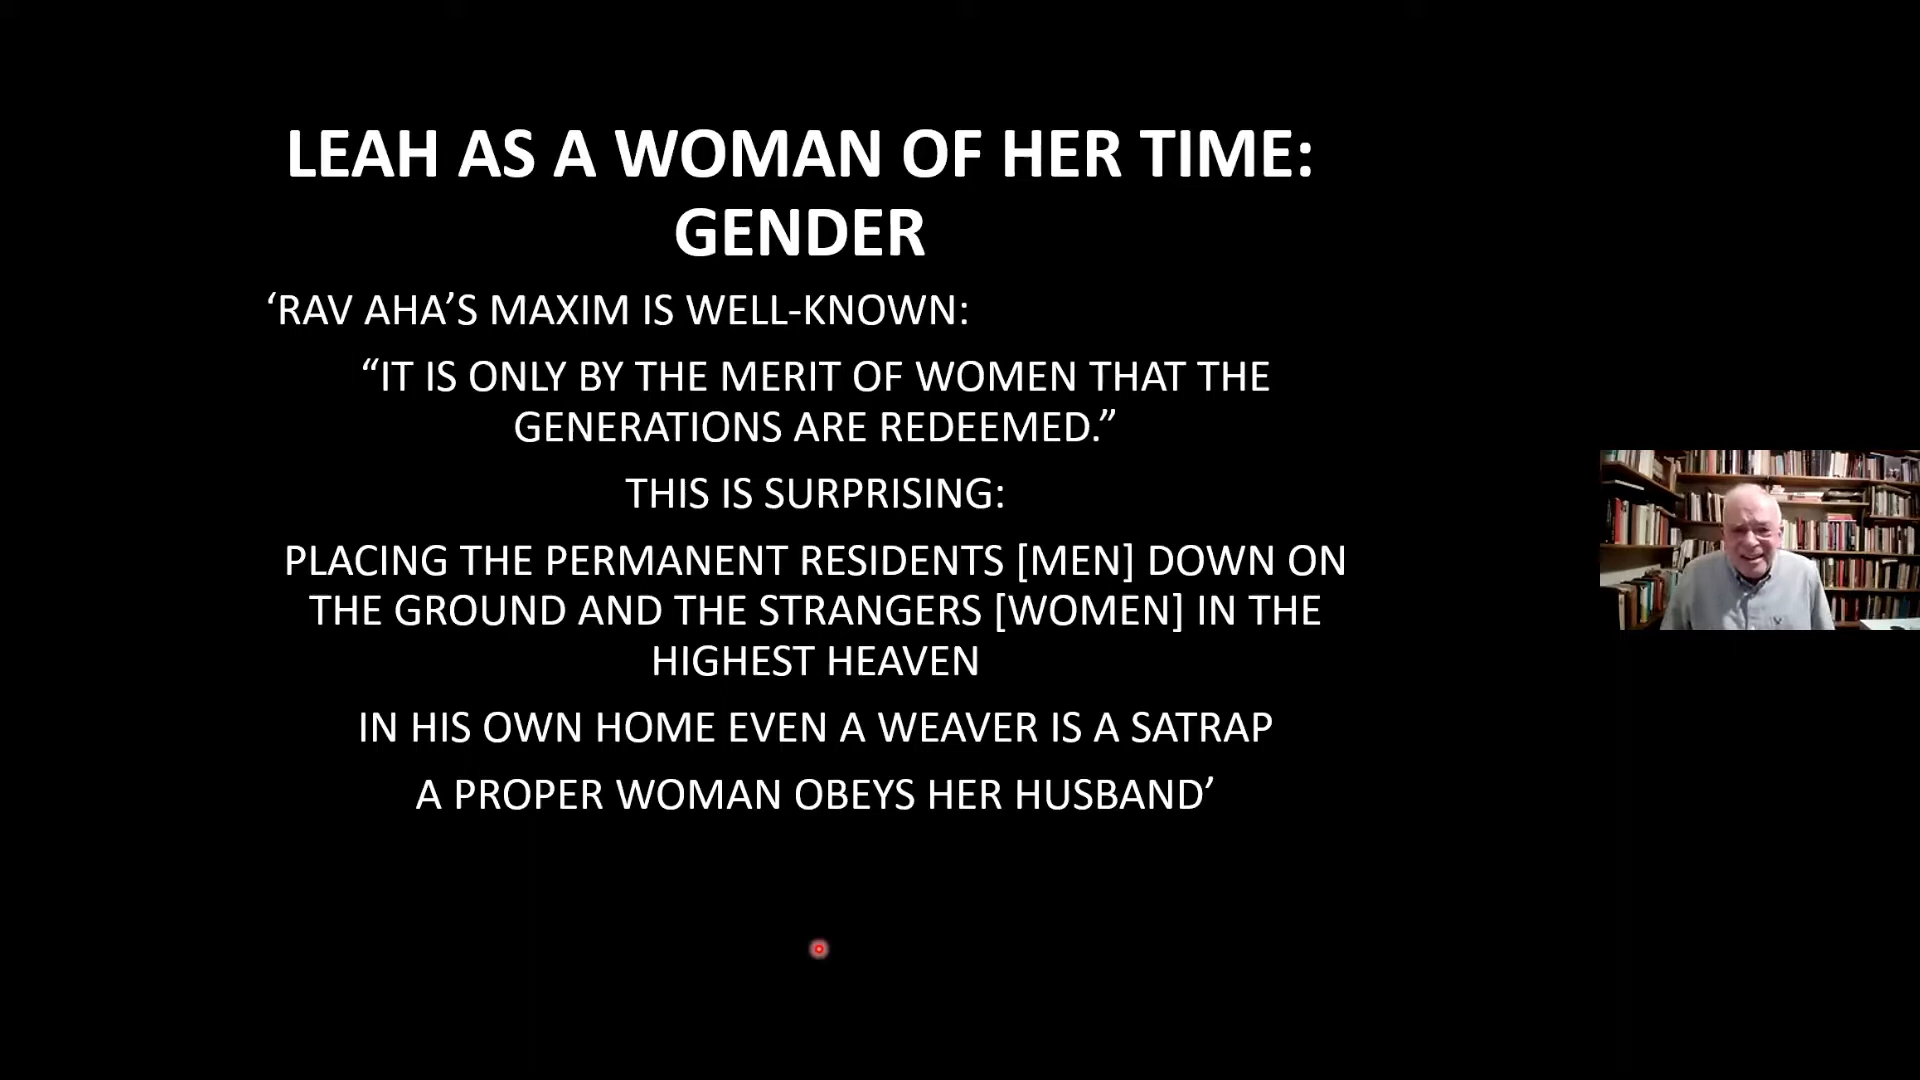 LEAH AS A WOMAN OF HER TIME:
GENDER
‘RAV AHA’S MAXIM IS WELL-KNOWN:
“IT IS ONLY BY THE MERIT OF WOMEN THAT THE
GENERATIONS ARE REDEEMED.”
THIS IS SURPRISING:
PLACING THE PERMANENT RESIDENTS [MEN] DOWN ON
THE GROUND AND THE STRANGERS [WOMEN] IN THE
HIGHEST HEAVEN
IN HIS OWN HOME EVEN A WEAVER IS A SATRAP
A PROPER WOMAN OBEYS HER HUSBAND’